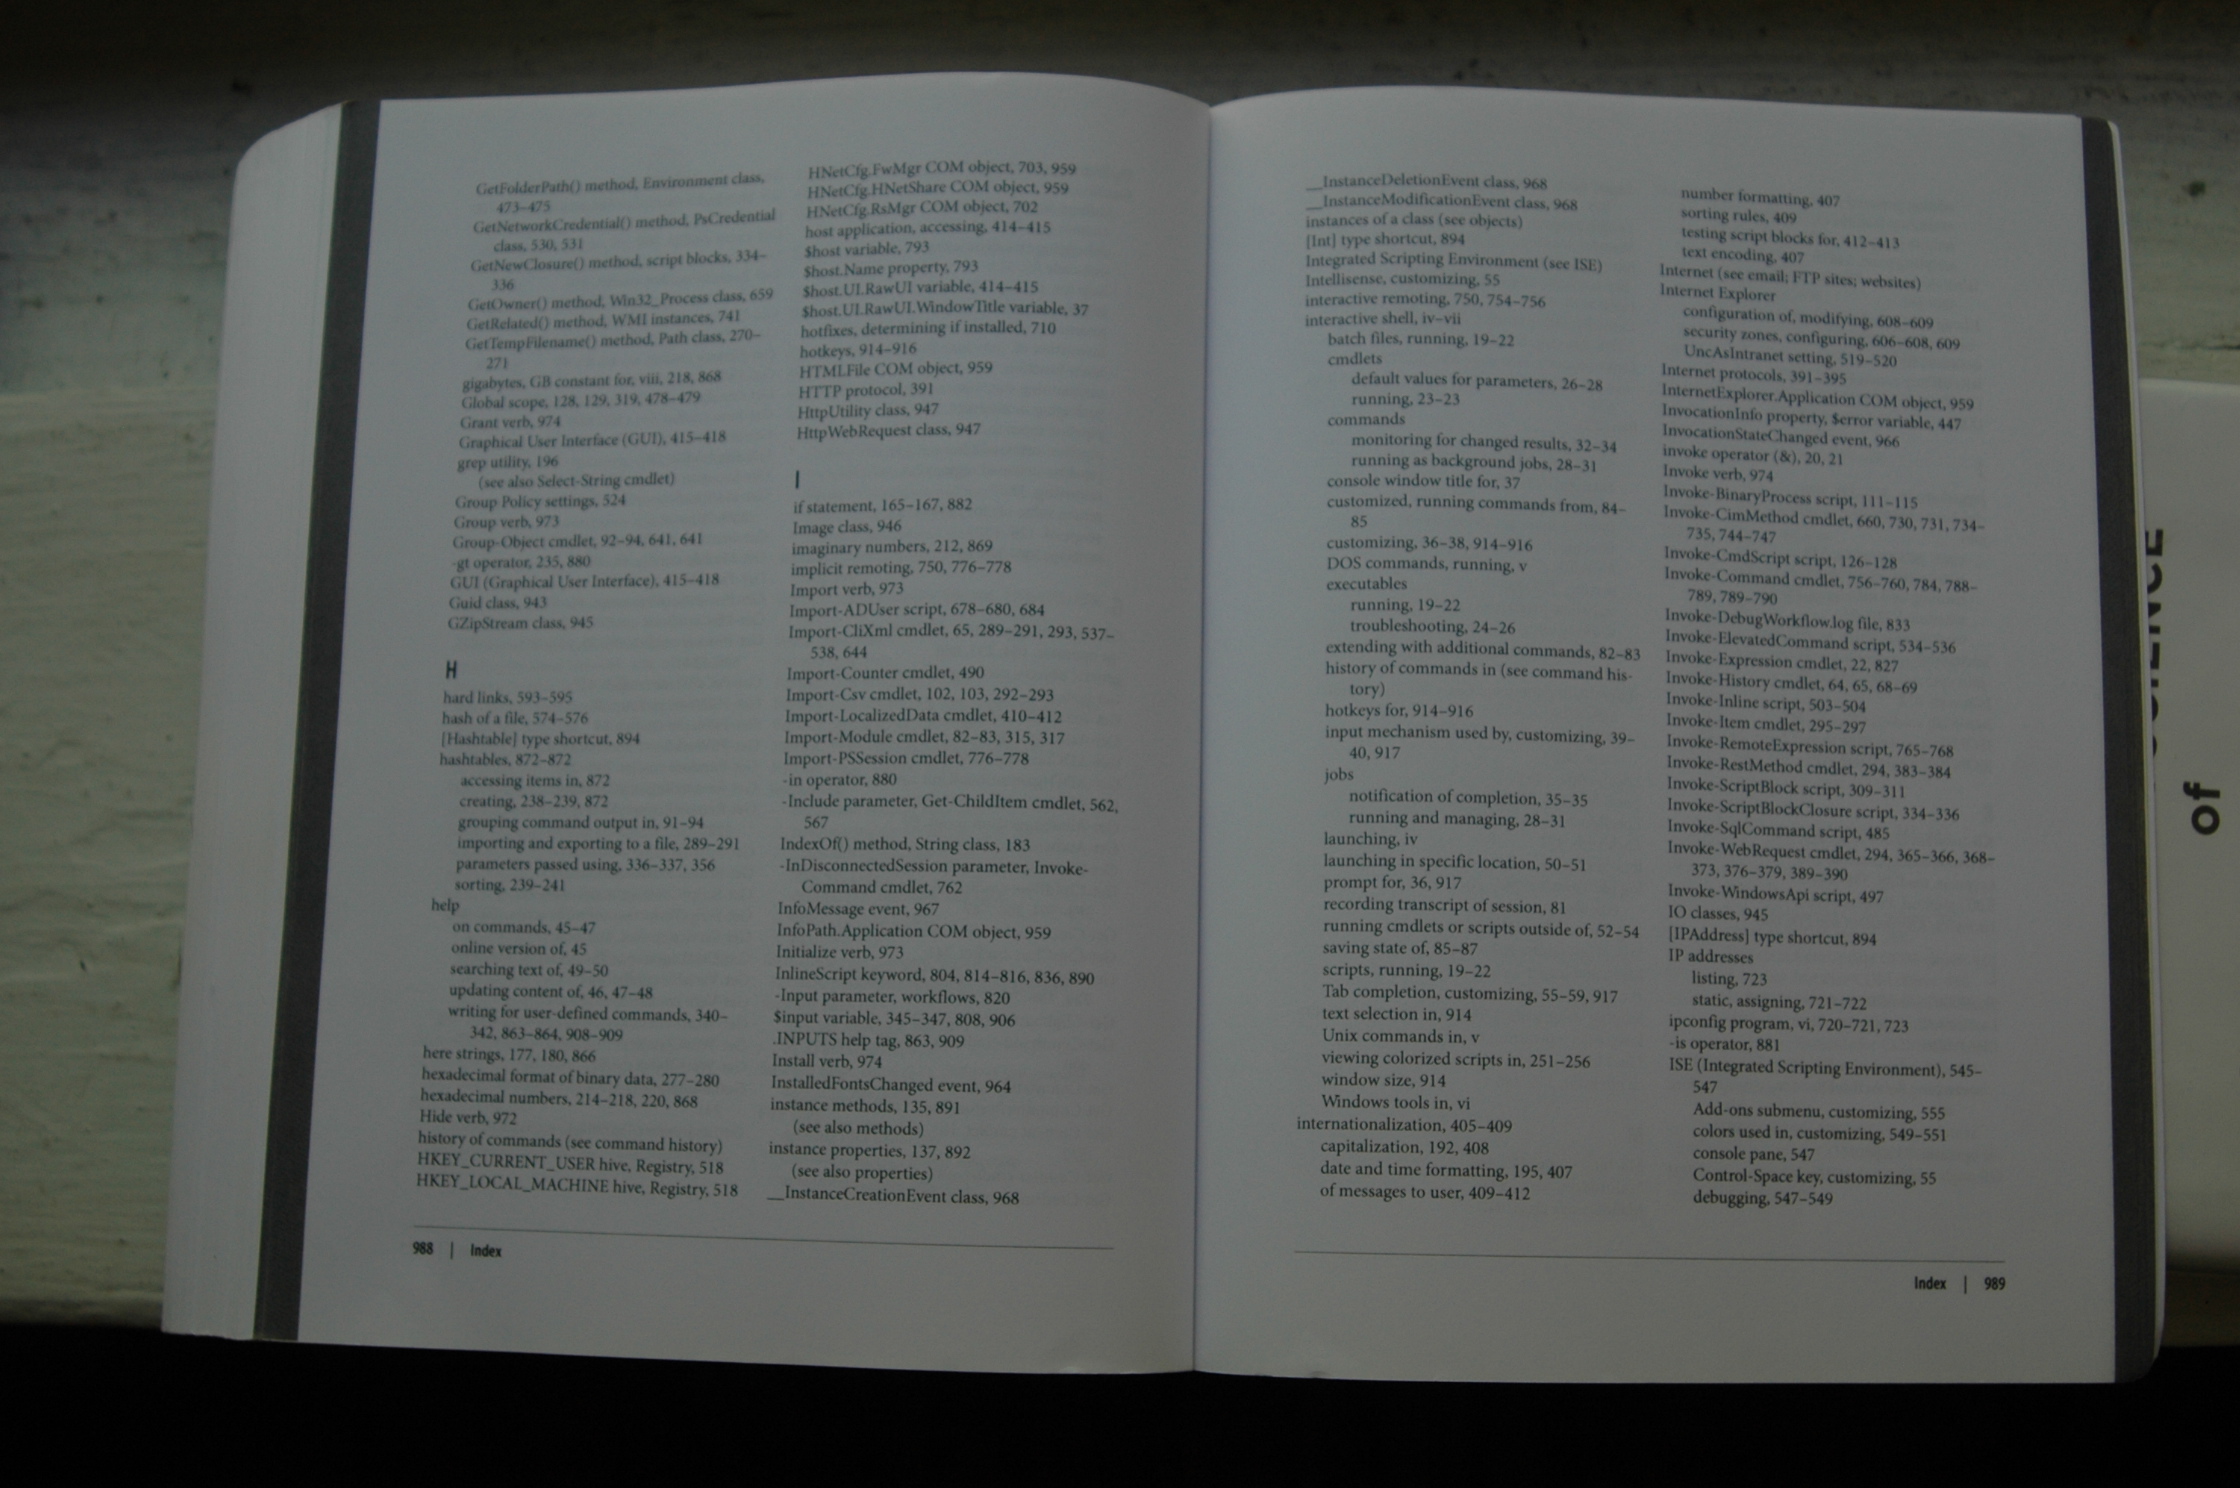 GetFolderPath() method, Environment class,
473–475
GetNetworkCredential() method, PsCredential
class, 530, 531
GetNewClosure() method, script blocks, 334–
336
GetOwner() method, Win32_Process class, 659
GetRelated() method, WMI instances, 741
GetTempFilename() method, Path class, 270–
271
gigabytes, GB constant for, viii, 218, 868
Global scope, 128, 129, 319, 478–479
Grant verb, 974
Graphical User Interface (GUI), 415–418
grep utility, 196
(see also Select-String cmdlet)
Group Policy settings, 524
Group verb, 973
Group-Object cmdlet, 92–94, 641, 641
-gt operator, 235, 880
GUI (Graphical User Interface), 415–418
Guid class, 943
GZipStream class, 945
H
hard links, 593–595
hash of a file, 574–576
[Hashtable] type shortcut, 894
hashtables, 872–872
accessing items in, 872
creating, 238–239, 872
grouping command output in, 91–94
importing and exporting to a file, 289–291
parameters passed using, 336–337, 356
sorting, 239–241
help
on commands, 45–47
online version of, 45
searching text of, 49–50
updating content of, 46, 47–48
writing for user-defined commands, 340–
342, 863–864, 908–909
here strings, 177, 180, 866
hexadecimal format of binary data, 277–280
hexadecimal numbers, 214–218, 220, 868
Hide verb, 972
history of commands (see command history)
HKEY_CURRENT_USER hive, Registry, 518
HKEY_LOCAL_MACHINE hive, Registry, 518
HNetCfg.FwMgr COM object, 703, 959
HNetCfg.HNetShare COM object, 959
HNetCfg.RsMgr COM object, 702
host application, accessing, 414–415
$host variable, 793
$host.Name property, 793
$host.UI.RawUI variable, 414–415
$host.UI.RawUI.WindowTitle variable, 37
hotfixes, determining if installed, 710
hotkeys, 914–916
HTMLFile COM object, 959
HTTP protocol, 391
HttpUtility class, 947
HttpWebRequest class, 947
I
if statement, 165–167, 882
Image class, 946
imaginary numbers, 212, 869
implicit remoting, 750, 776–778
Import verb, 973
Import-ADUser script, 678–680, 684
Import-CliXml cmdlet, 65, 289–291, 293, 537–
538, 644
Import-Counter cmdlet, 490
Import-Csv cmdlet, 102, 103, 292–293
Import-LocalizedData cmdlet, 410–412
Import-Module cmdlet, 82–83, 315, 317
Import-PSSession cmdlet, 776–778
-in operator, 880
-Include parameter, Get-ChildItem cmdlet, 562,
567
IndexOf() method, String class, 183
-InDisconnectedSession parameter, Invoke-
Command cmdlet, 762
InfoMessage event, 967
InfoPath.Application COM object, 959
Initialize verb, 973
InlineScript keyword, 804, 814–816, 836, 890
-Input parameter, workflows, 820
$input variable, 345–347, 808, 906
.INPUTS help tag, 863, 909
Install verb, 974
InstalledFontsChanged event, 964
instance methods, 135, 891
(see also methods)
instance properties, 137, 892
(see also properties)
__InstanceCreationEvent class, 968
988 | Index
__InstanceDeletionEvent class, 968
__InstanceModificationEvent class, 968
instances of a class (see objects)
[Int] type shortcut, 894
Integrated Scripting Environment (see ISE)
Intellisense, customizing, 55
interactive remoting, 750, 754–756
interactive shell, iv–vii
batch files, running, 19–22
cmdlets
default values for parameters, 26–28
running, 23–23
commands
monitoring for changed results, 32–34
running as background jobs, 28–31
console window title for, 37
customized, running commands from, 84–
85
customizing, 36–38, 914–916
DOS commands, running, v
executables
running, 19–22
troubleshooting, 24–26
extending with additional commands, 82–83
history of commands in (see command his-
tory)
hotkeys for, 914–916
input mechanism used by, customizing, 39–
40, 917
jobs
notification of completion, 35–35
running and managing, 28–31
launching, iv
launching in specific location, 50–51
prompt for, 36, 917
recording transcript of session, 81
running cmdlets or scripts outside of, 52–54
saving state of, 85–87
scripts, running, 19–22
Tab completion, customizing, 55–59, 917
text selection in, 914
Unix commands in, v
viewing colorized scripts in, 251–256
window size, 914
Windows tools in, vi
internationalization, 405–409
capitalization, 192, 408
date and time formatting, 195, 407
of messages to user, 409–412
number formatting, 407
sorting rules, 409
testing script blocks for, 412–413
text encoding, 407
Internet (see email; FTP sites; websites)
Internet Explorer
configuration of, modifying, 608–609
security zones, configuring, 606–608, 609
UncAsIntranet setting, 519–520
Internet protocols, 391–395
InternetExplorer.Application COM object, 959
InvocationInfo property, $error variable, 447
InvocationStateChanged event, 966
invoke operator (&), 20, 21
Invoke verb, 974
Invoke-BinaryProcess script, 111–115
Invoke-CimMethod cmdlet, 660, 730, 731, 734–
735, 744–747
Invoke-CmdScript script, 126–128
Invoke-Command cmdlet, 756–760, 784, 788–
789, 789–790
Invoke-DebugWorkflow.log file, 833
Invoke-ElevatedCommand script, 534–536
Invoke-Expression cmdlet, 22, 827
Invoke-History cmdlet, 64, 65, 68–69
Invoke-Inline script, 503–504
Invoke-Item cmdlet, 295–297
Invoke-RemoteExpression script, 765–768
Invoke-RestMethod cmdlet, 294, 383–384
Invoke-ScriptBlock script, 309–311
Invoke-ScriptBlockClosure script, 334–336
Invoke-SqlCommand script, 485
Invoke-WebRequest cmdlet, 294, 365–366, 368–
373, 376–379, 389–390
Invoke-WindowsApi script, 497
IO classes, 945
[IPAddress] type shortcut, 894
IP addresses
listing, 723
static, assigning, 721–722
ipconfig program, vi, 720–721, 723
-is operator, 881
ISE (Integrated Scripting Environment), 545–
547
Add-ons submenu, customizing, 555
colors used in, customizing, 549–551
console pane, 547
Control-Space key, customizing, 55
debugging, 547–549
Index | 989
of